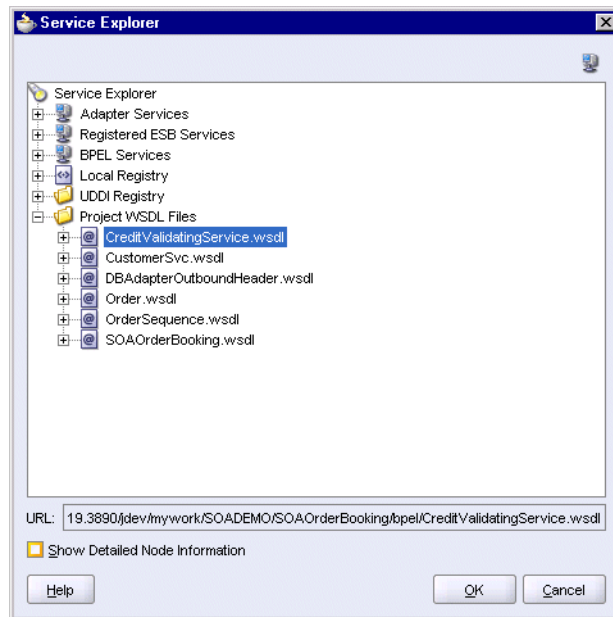 Service Explorer
Service Explorer
Adapter Services
Registered ESB Services
BPEL Services
Local Registry
UDDI Registry
Project WSDL Files
CreditValidatingService.wsdl
CustomerSvc.wsdl
DBAdapterOutboundHeader.wsdl
Order.wsdl
OrderSequence.wsdl
SOAOrderBooking.wsdl
URL: 19.3890/jdev/mywork/SOADEMO/SOAOrderBooking/bpel/CreditValidatingService.wsdl
Show Detailed Node Information
Help OK Cancel